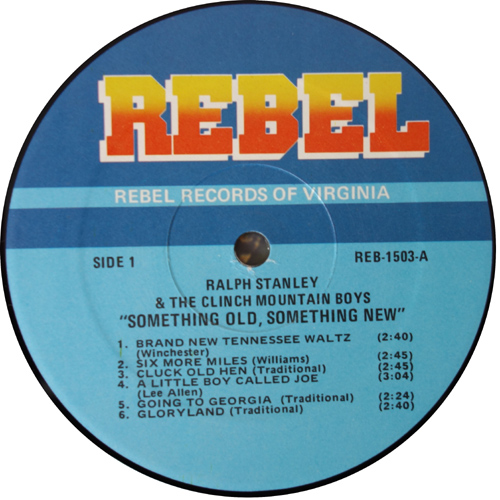 REBEL
REBEL RECORDS OF VIRGINIA
SIDE 1 REB-1503-A
RALPH STANLEY
& THE CLINCH MOUNTAIN BOYS
"SOMETHING OLD, SOMETHING NEW"
1. BRAND NEW TENNESSEE WALTZ (2:40)
(Winchester)
2. SIX MORE MILES (Williams) (2:45)
3. CLUCK OLD HEN (Traditional) (2:45)
4. A LITTLE BOY CALLED JOE (3:04)
(Lee Allen)
5. GOING TO GEORGIA (Traditional) (2:24)
6. GLORYLAND (Traditional) (2:40)